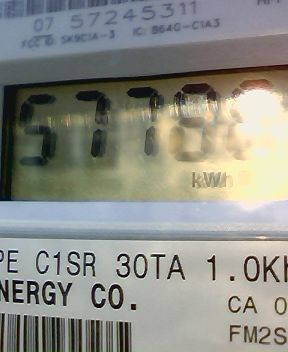 07 57245311
FCC ID: SK9C1A-3 IC: 864G-C1A3
kWh
PE C1SR 30TA 1.0Kh
NERGY CO.
CA 0
FM2S